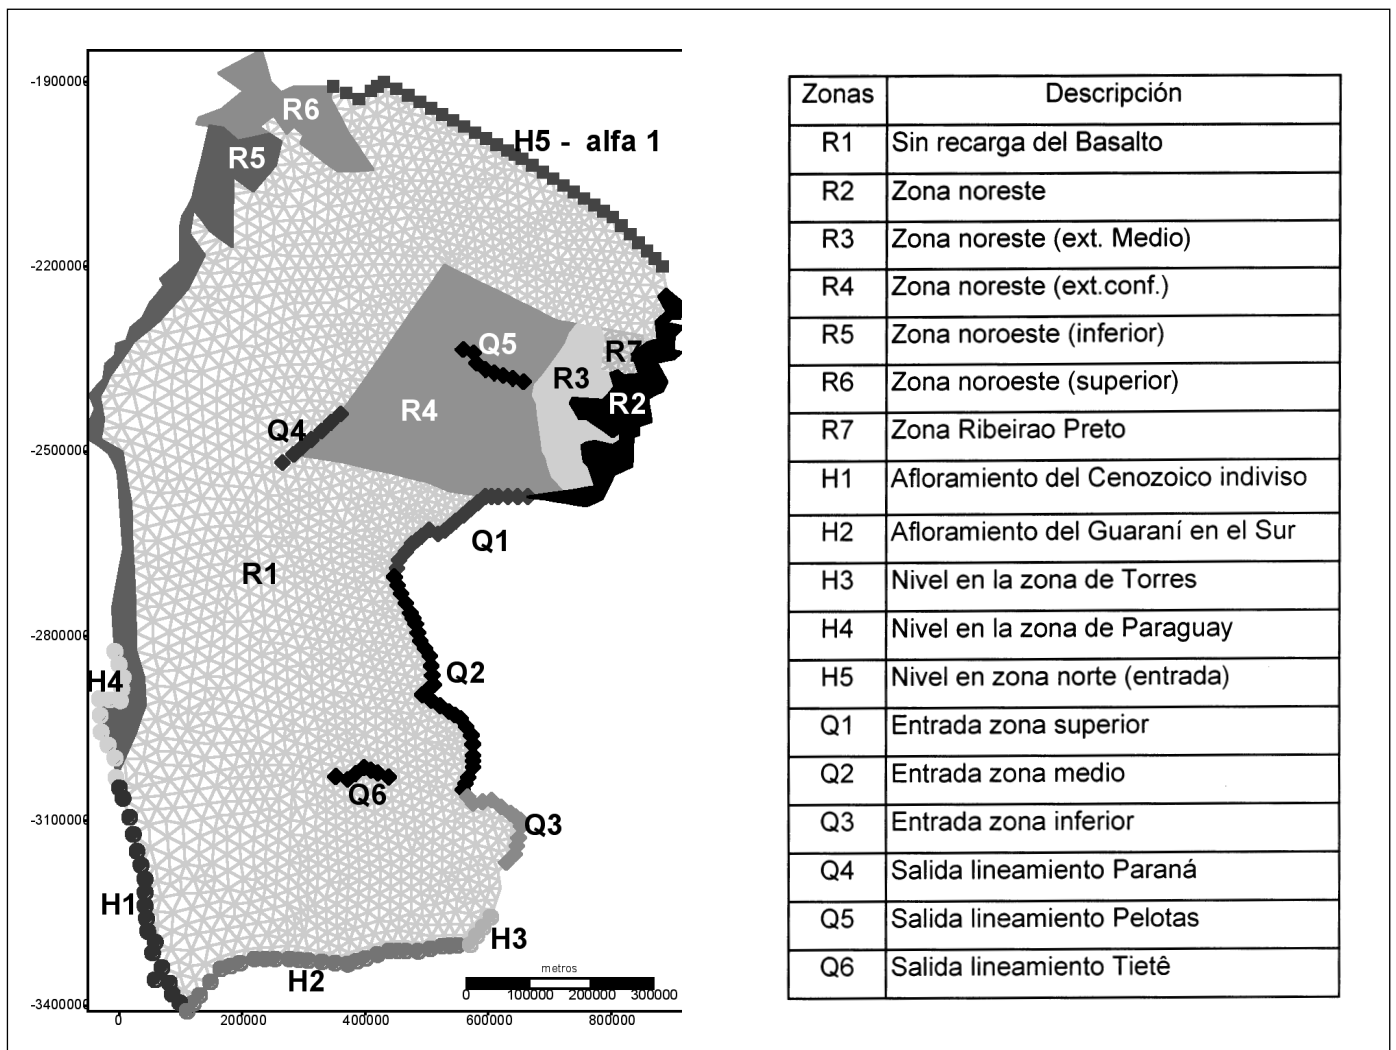 -1900000
-2200000
-2500000
-2800000
-3100000
-3400000
0
200000
400000
600000
800000
R6
R5
H5 - alfa 1
Q5
R7
R3
R2
R4
Q4
Q1
R1
Q2
H4
Q6
Q3
H1
H3
H2
metros
0
100000
200000
300000
Zonas Descripción
R1 Sin recarga del Basalto
R2 Zona noreste
R3 Zona noreste (ext. Medio)
R4 Zona noreste (ext.conf.)
R5 Zona noroeste (inferior)
R6 Zona noroeste (superior)
R7 Zona Ribeirao Preto
H1 Afloramiento del Cenozoico indiviso
H2 Afloramiento del Guaraní en el Sur
H3 Nivel en la zona de Torres
H4 Nivel en la zona de Paraguay
H5 Nivel en zona norte (entrada)
Q1 Entrada zona superior
Q2 Entrada zona medio
Q3 Entrada zona inferior
Q4 Salida lineamiento Paraná
Q5 Salida lineamiento Pelotas
Q6 Salida lineamiento Tietê